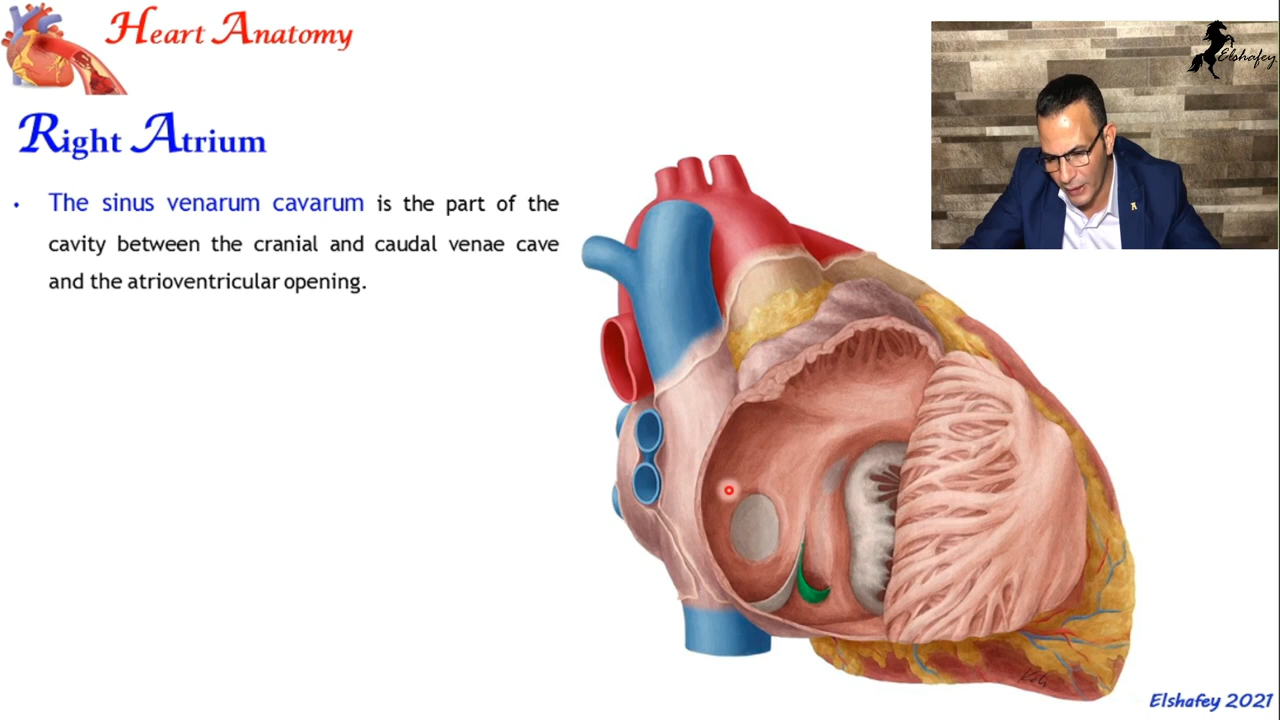 Heart Anatomy
Elshafey
Right Atrium
• The sinus venarum cavarum is the part of the
cavity between the cranial and caudal venae cave
and the atrioventricular opening.
Elshafey 2021